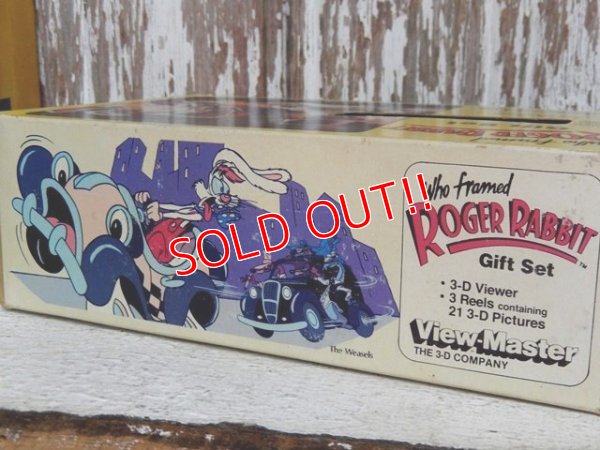 SOLD OUT!!
Who framed
ROGER RABBIT™
Gift Set
• 3-D Viewer
• 3 Reels containing
21 3-D Pictures
View-Master
THE 3-D COMPANY
The Weasels